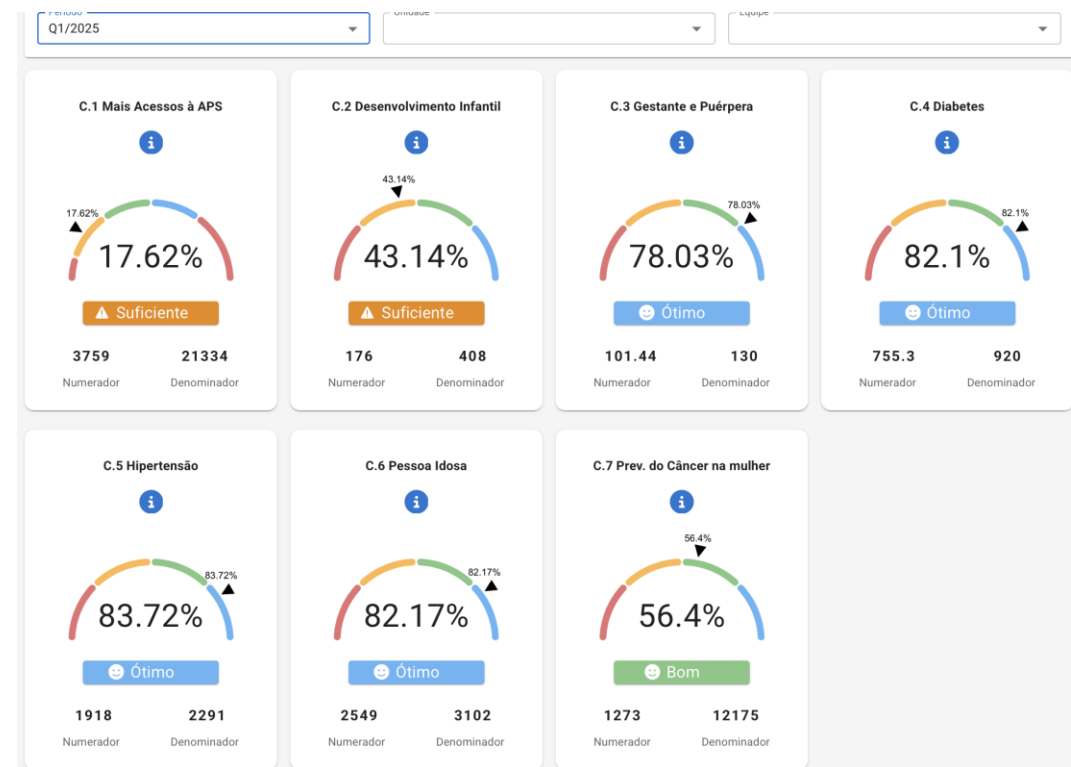 Período
Unidade
Equipe
Q1/2025
C.1 Mais Acessos à APS
17.62%
17.62%
Suficiente
3759 21334
Numerador Denominador
C.2 Desenvolvimento Infantil
43.14%
43.14%
Suficiente
176 408
Numerador Denominador
C.3 Gestante e Puérpera
78.03%
78.03%
Ótimo
101.44 130
Numerador Denominador
C.4 Diabetes
82.1%
82.1%
Ótimo
755.3 920
Numerador Denominador
C.5 Hipertensão
83.72%
83.72%
Ótimo
1918 2291
Numerador Denominador
C.6 Pessoa Idosa
82.17%
82.17%
Ótimo
2549 3102
Numerador Denominador
C.7 Prev. do Câncer na mulher
56.4%
56.4%
Bom
1273 12175
Numerador Denominador